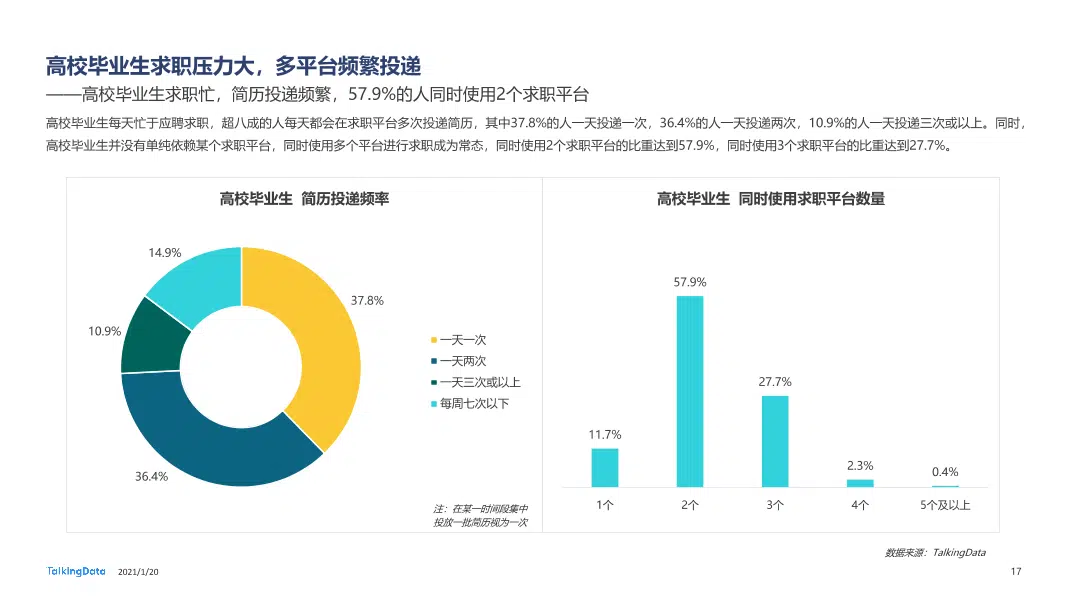 高校毕业生求职压力大，多平台频繁投递
——高校毕业生求职忙，简历投递频繁，57.9%的人同时使用2个求职平台
高校毕业生每天忙于应聘求职，超八成的人每天都会在求职平台多次投递简历，其中37.8%的人一天投递一次，36.4%的人一天投递两次，10.9%的人一天投递三次或以上。同时，
高校毕业生并没有单纯依赖某个求职平台，同时使用多个平台进行求职成为常态，同时使用2个求职平台的比重达到57.9%，同时使用3个求职平台的比重达到27.7%。
高校毕业生 简历投递频率
14.9%
37.8%
10.9%
36.4%
一天一次
一天两次
一天三次或以上
每周七次以下
注：在某一时间段集中
投放一批简历视为一次
高校毕业生 同时使用求职平台数量
57.9%
27.7%
11.7%
2.3%
0.4%
1个 2个 3个 4个 5个及以上
数据来源：TalkingData
TalkingData 2021/1/20 17